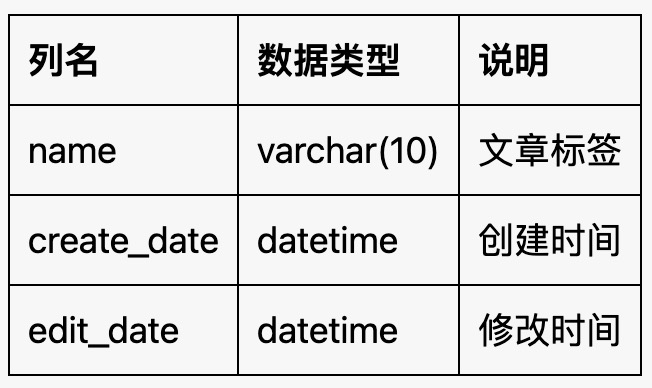 列名 数据类型 说明
name varchar(10) 文章标签
create_date datetime 创建时间
edit_date datetime 修改时间